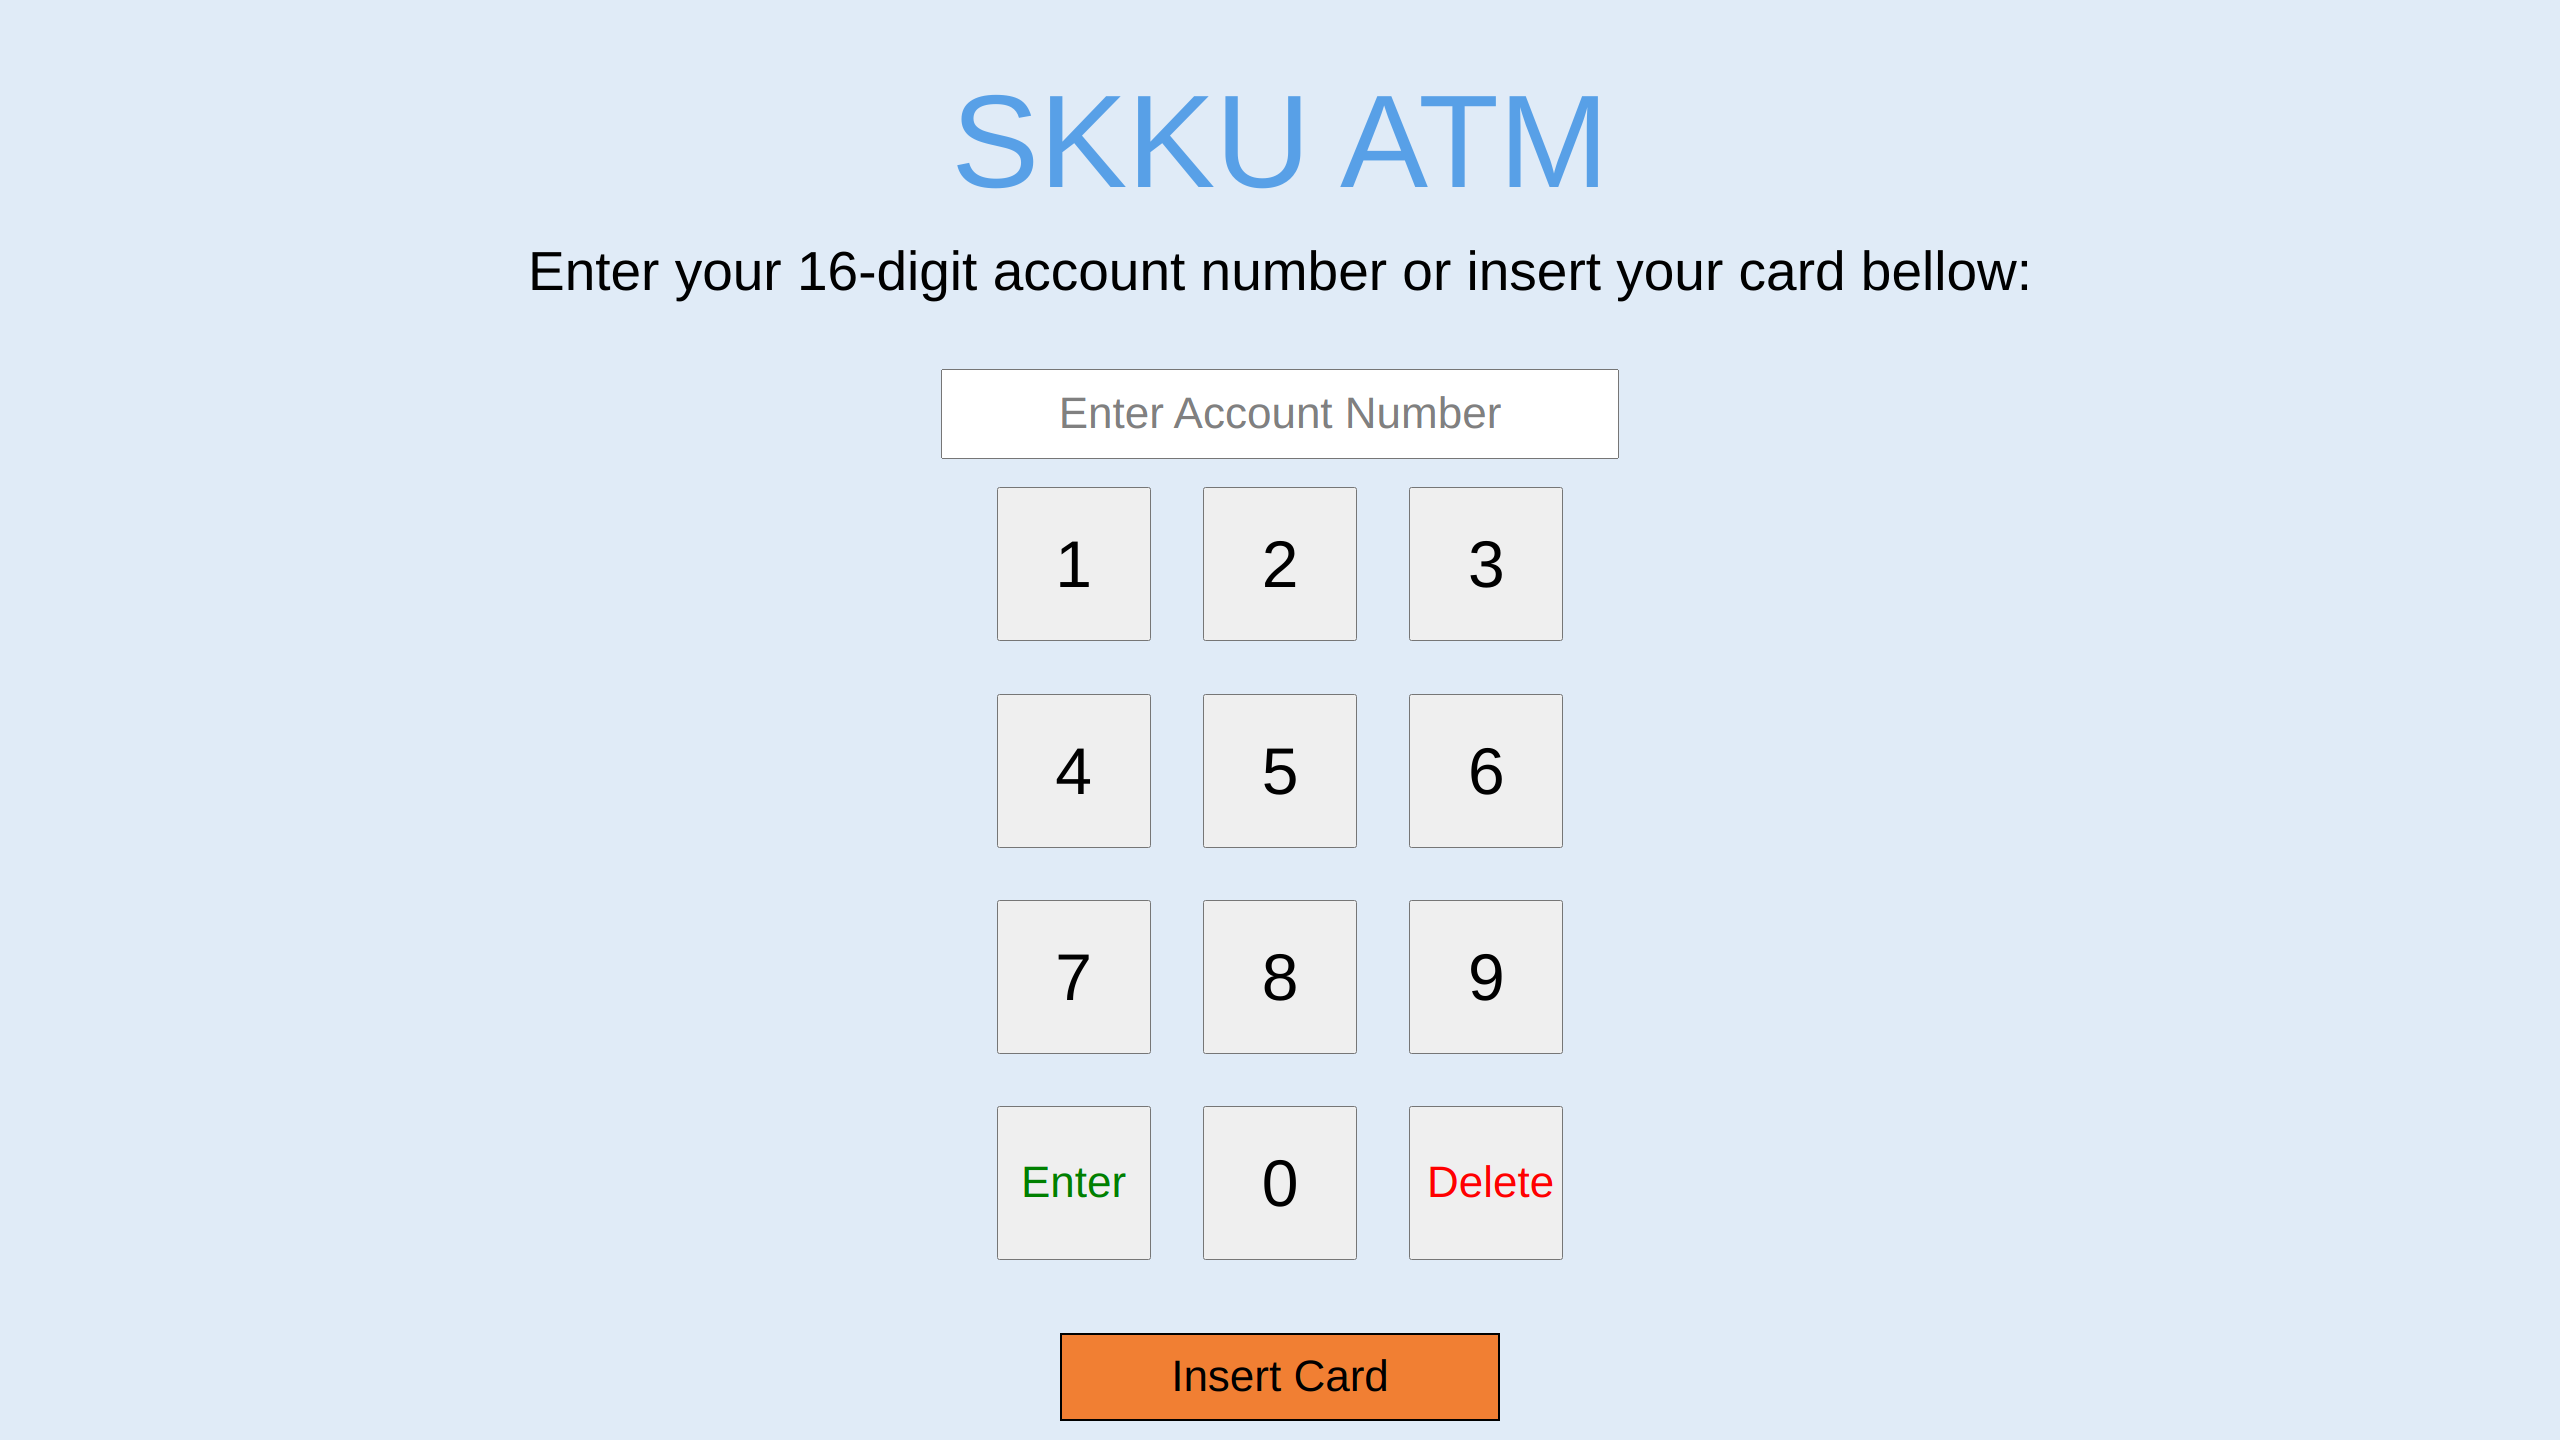 SKKU ATM
Enter your 16-digit account number or insert your card bellow:
Enter Account Number
1 2 3
4 5 6
7 8 9
Enter 0 Delete
Insert Card